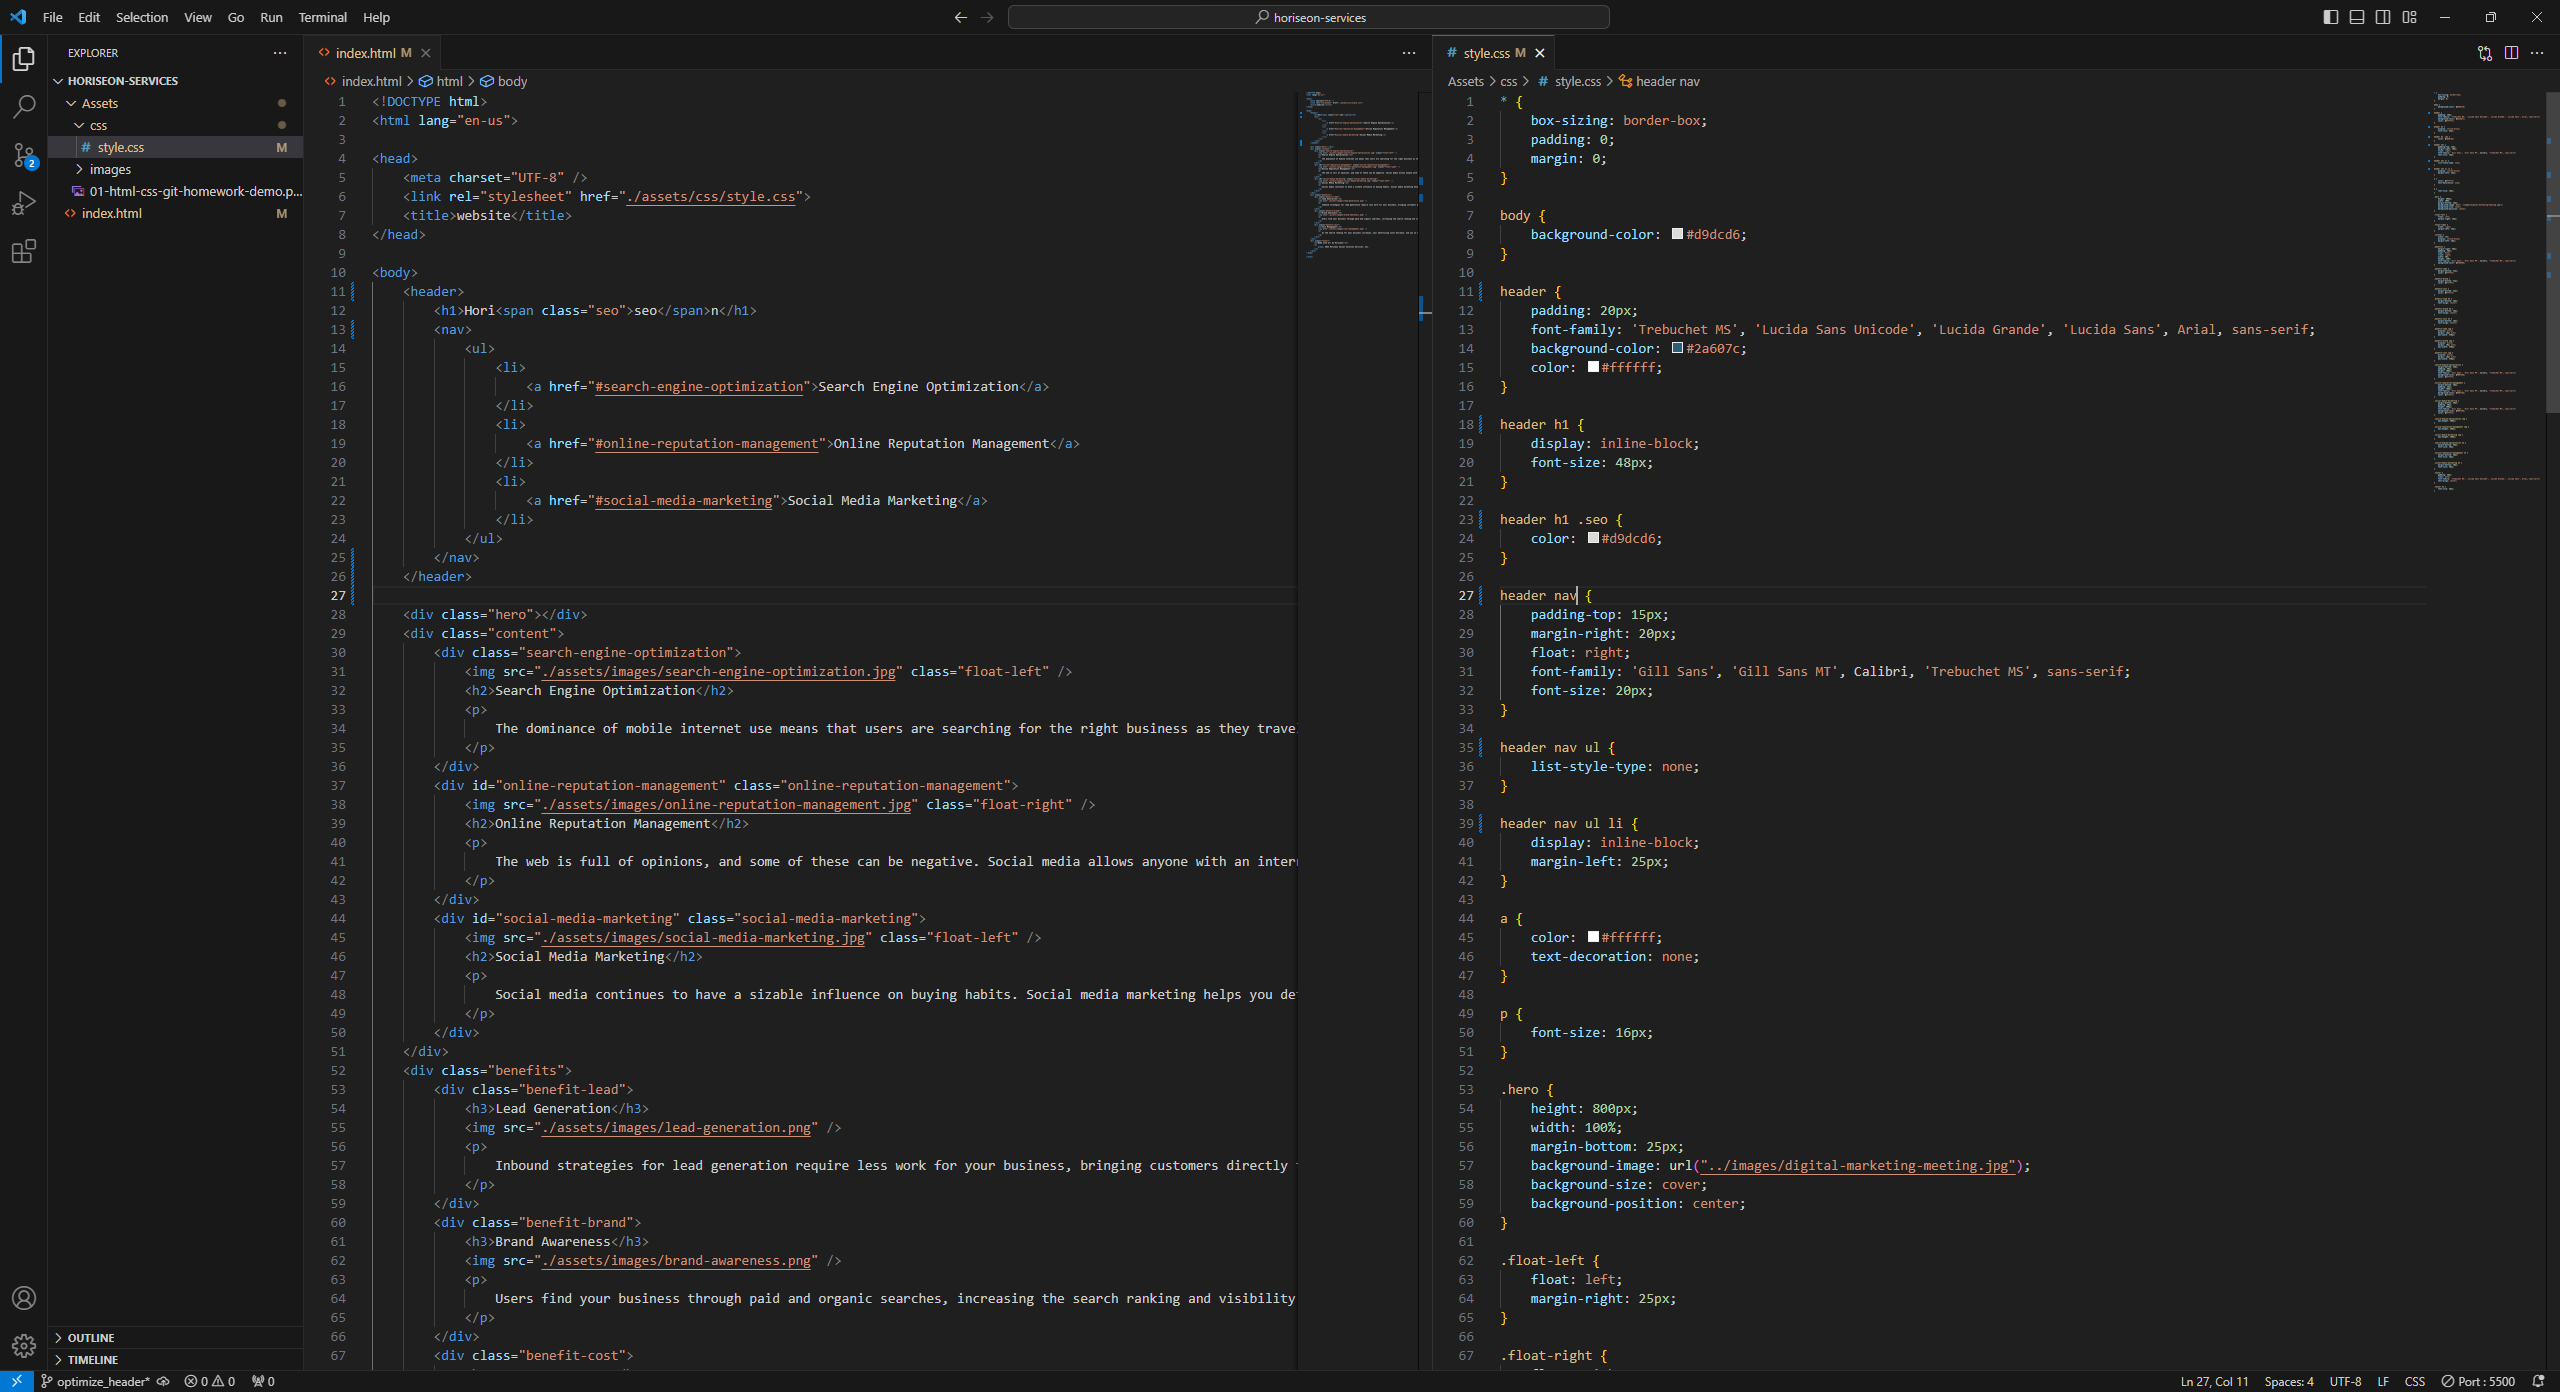 File Edit Selection View Go Run Terminal Help
horiseon-services
EXPLORER
HORISEON-SERVICES
Assets
css
# style.css M
images
01-html-css-git-homework-demo.p...
index.html M
OUTLINE
TIMELINE
index.html M
index.html > html > body
1 <!DOCTYPE html>
2 <html lang="en-us">
3
4 <head>
5 <meta charset="UTF-8" />
6 <link rel="stylesheet" href="./assets/css/style.css">
7 <title>website</title>
8 </head>
9
10 <body>
11 <header>
12 <h1>Hori<span class="seo">seo</span>n</h1>
13 <nav>
14 <ul>
15 <li>
16 <a href="#search-engine-optimization">Search Engine Optimization</a>
17 </li>
18 <li>
19 <a href="#online-reputation-management">Online Reputation Management</a>
20 </li>
21 <li>
22 <a href="#social-media-marketing">Social Media Marketing</a>
23 </li>
24 </ul>
25 </nav>
26 </header>
27
28 <div class="hero"></div>
29 <div class="content">
30 <div class="search-engine-optimization">
31 <img src="./assets/images/search-engine-optimization.jpg" class="float-left" />
32 <h2>Search Engine Optimization</h2>
33 <p>
34 The dominance of mobile internet use means that users are searching for the right business as they trave
35 </p>
36 </div>
37 <div id="online-reputation-management" class="online-reputation-management">
38 <img src="./assets/images/online-reputation-management.jpg" class="float-right" />
39 <h2>Online Reputation Management</h2>
40 <p>
41 The web is full of opinions, and some of these can be negative. Social media allows anyone with an inter
42 </p>
43 </div>
44 <div id="social-media-marketing" class="social-media-marketing">
45 <img src="./assets/images/social-media-marketing.jpg" class="float-left" />
46 <h2>Social Media Marketing</h2>
47 <p>
48 Social media continues to have a sizable influence on buying habits. Social media marketing helps you de
49 </p>
50 </div>
51 </div>
52 <div class="benefits">
53 <div class="benefit-lead">
54 <h3>Lead Generation</h3>
55 <img src="./assets/images/lead-generation.png" />
56 <p>
57 Inbound strategies for lead generation require less work for your business, bringing customers directly
58 </p>
59 </div>
60 <div class="benefit-brand">
61 <h3>Brand Awareness</h3>
62 <img src="./assets/images/brand-awareness.png" />
63 <p>
64 Users find your business through paid and organic searches, increasing the search ranking and visibility
65 </p>
66 </div>
67 <div class="benefit-cost">
# style.css M
Assets > css > # style.css > header nav
1 * {
2 box-sizing: border-box;
3 padding: 0;
4 margin: 0;
5 }
6
7 body {
8 background-color: #d9dcd6;
9 }
10
11 header {
12 padding: 20px;
13 font-family: 'Trebuchet MS', 'Lucida Sans Unicode', 'Lucida Grande', 'Lucida Sans', Arial, sans-serif;
14 background-color: #2a607c;
15 color: #ffffff;
16 }
17
18 header h1 {
19 display: inline-block;
20 font-size: 48px;
21 }
22
23 header h1 .seo {
24 color: #d9dcd6;
25 }
26
27 header nav {
28 padding-top: 15px;
29 margin-right: 20px;
30 float: right;
31 font-family: 'Gill Sans', 'Gill Sans MT', Calibri, 'Trebuchet MS', sans-serif;
32 font-size: 20px;
33 }
34
35 header nav ul {
36 list-style-type: none;
37 }
38
39 header nav ul li {
40 display: inline-block;
41 margin-left: 25px;
42 }
43
44 a {
45 color: #ffffff;
46 text-decoration: none;
47 }
48
49 p {
50 font-size: 16px;
51 }
52
53 .hero {
54 height: 800px;
55 width: 100%;
56 margin-bottom: 25px;
57 background-image: url("../images/digital-marketing-meeting.jpg");
58 background-size: cover;
59 background-position: center;
60 }
61
62 .float-left {
63 float: left;
64 margin-right: 25px;
65 }
66
67 .float-right {
2
optimize_header* 0 0 0
Ln 27, Col 11 Spaces: 4 UTF-8 LF CSS Port : 5500